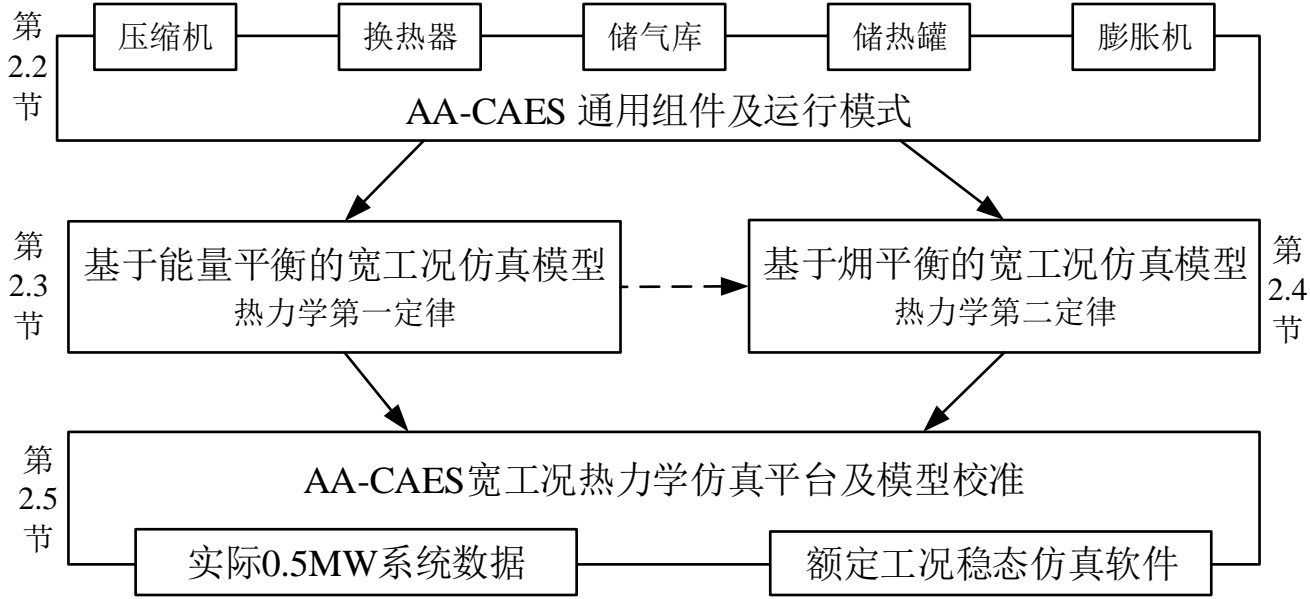 第
2.2
节
压缩机
换热器
储气库
储热罐
膨胀机
AA-CAES 通用组件及运行模式
第
2.3
节
基于能量平衡的宽工况仿真模型
热力学第一定律
基于㶲平衡的宽工况仿真模型
热力学第二定律
第
2.4
节
第
2.5
节
AA-CAES宽工况热力学仿真平台及模型校准
实际0.5MW系统数据
额定工况稳态仿真软件